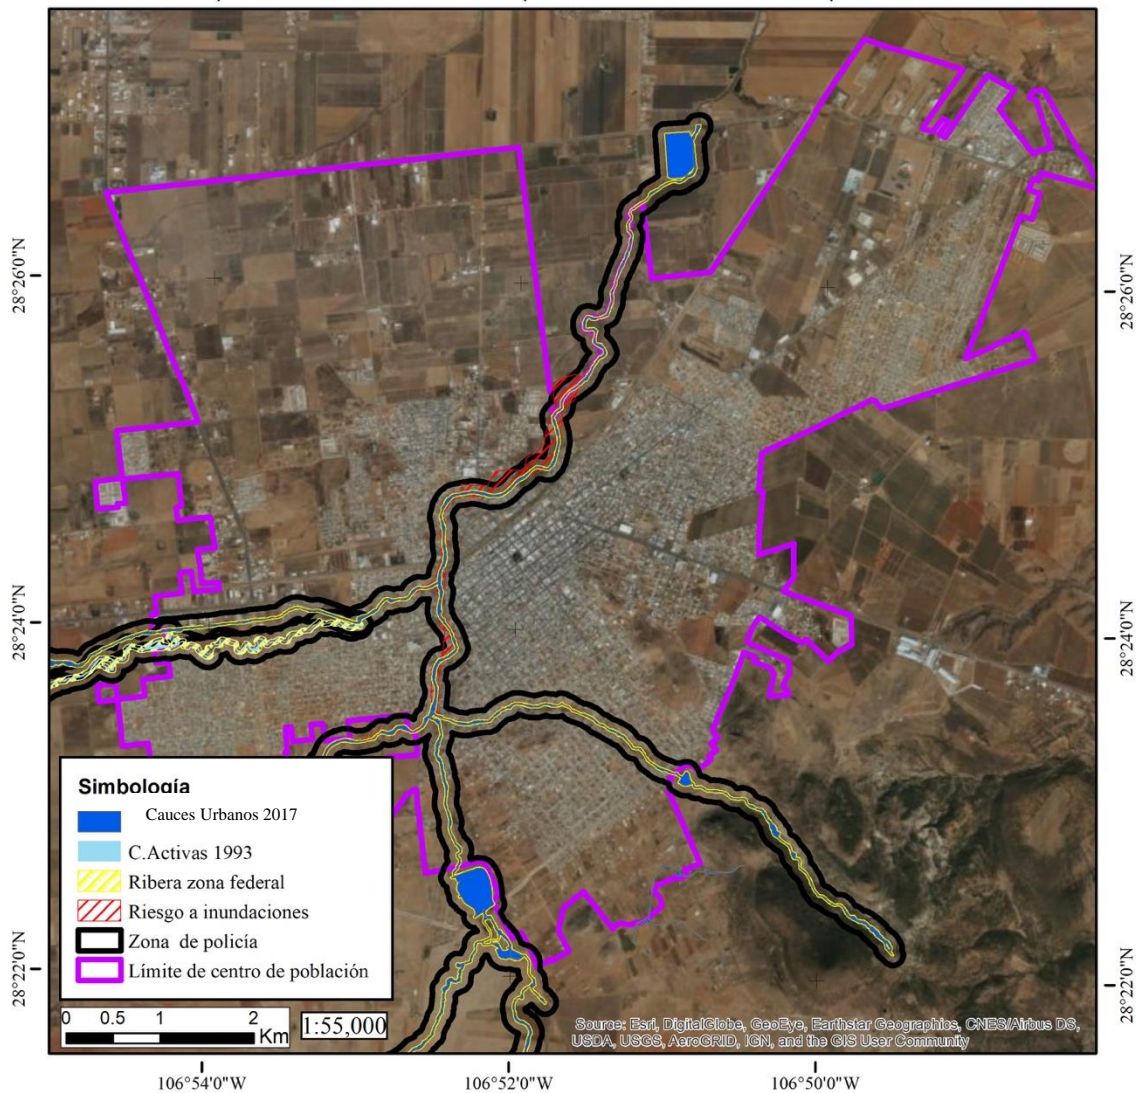 28°26'0"N
28°24'0"N
28°22'0"N
28°26'0"N
28°24'0"N
28°22'0"N
Simbología
Cauces Urbanos 2017
C.Activas 1993
Ribera zona federal
Riesgo a inundaciones
Zona de policía
Límite de centro de población
0 0.5 1 2
Km
1:55,000
Source: Esri, DigitalGlobe, GeoEye, Earthstar Geographics, CNES/Airbus DS,
USDA, USGS, AeroGRID, IGN, and the GIS User Community
106°54'0"W 106°52'0"W 106°50'0"W